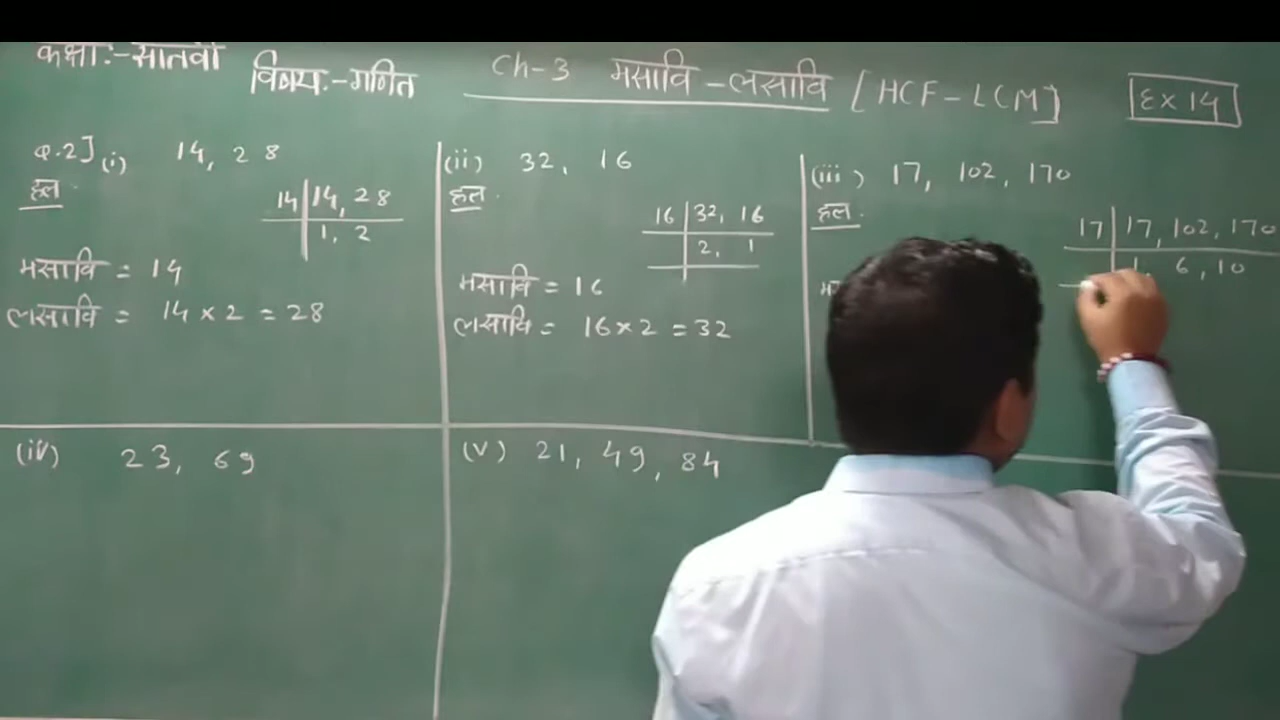 कक्षा:-सातवी
विषय:-गणित
Ch-3 मसावि-लसावि [HCF-LCM]
Ex 14
Q.2](i) 14, 28
हल
14 | 14, 28
1, 2
मसावि = 14
लसावि = 14 × 2 = 28
(ii) 32, 16
हल
16 | 32, 16
2, 1
मसावि = 16
लसावि = 16 × 2 = 32
(iii) 17, 102, 170
हल
17 | 17, 102, 170
1, 6, 10
(iv) 23, 69
(v) 21, 49, 84